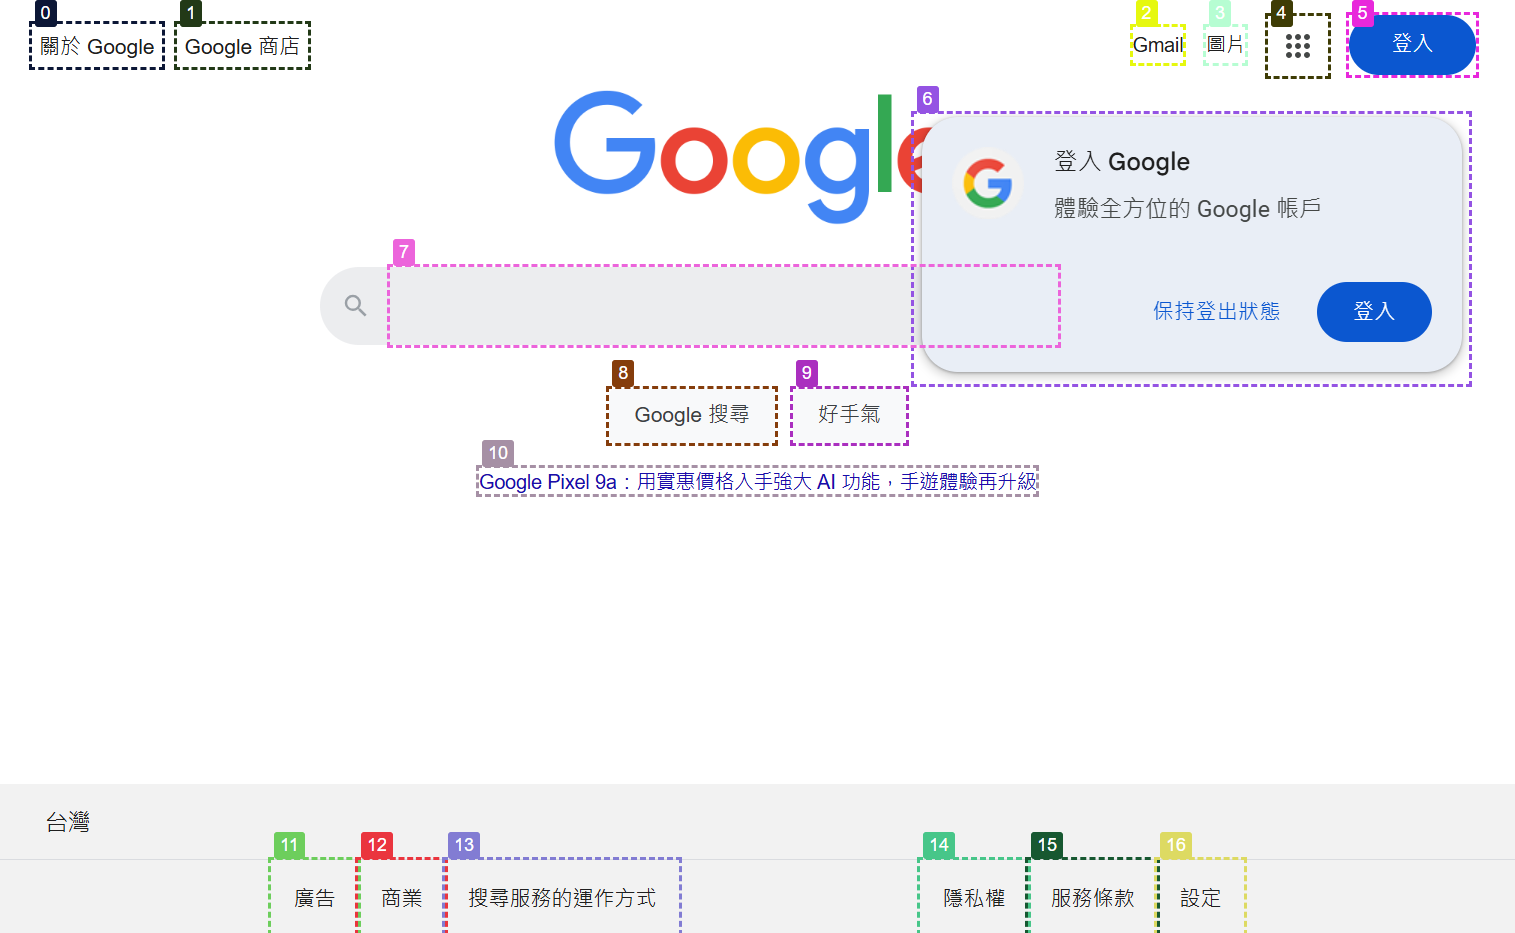 0
1
2
3
4
5
關於 Google
Google 商店
Gmail
圖片
登入
6
Google
登入 Google
體驗全方位的 Google 帳戶
7
保持登出狀態
登入
8
9
Google 搜尋
好手氣
10
Google Pixel 9a：用實惠價格入手強大 AI 功能，手遊體驗再升級
台灣
11
12
13
14
15
16
廣告
商業
搜尋服務的運作方式
隱私權
服務條款
設定